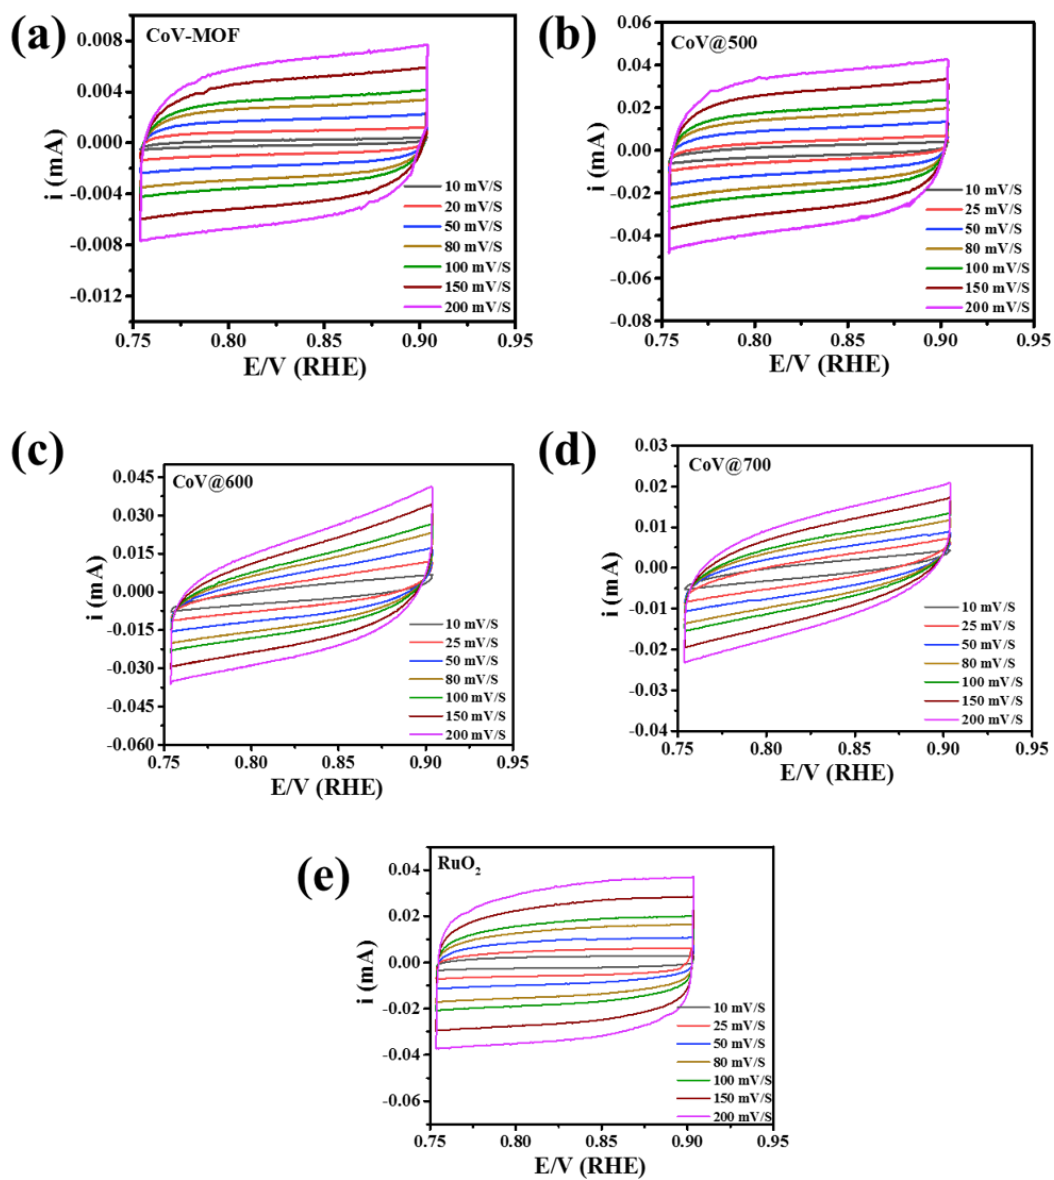 (a)
CoV-MOF
0.008
0.004
0.000
-0.004
-0.008
-0.012
i (mA)
10 mV/S
20 mV/S
50 mV/S
80 mV/S
100 mV/S
150 mV/S
200 mV/S
0.75 0.80 0.85 0.90 0.95
E/V (RHE)
(b)
CoV@500
0.06
0.04
0.02
0.00
-0.02
-0.04
-0.06
-0.08
i (mA)
10 mV/S
25 mV/S
50 mV/S
80 mV/S
100 mV/S
150 mV/S
200 mV/S
0.75 0.80 0.85 0.90 0.95
E/V (RHE)
(c)
CoV@600
0.045
0.030
0.015
0.000
-0.015
-0.030
-0.045
-0.060
i (mA)
10 mV/S
25 mV/S
50 mV/S
80 mV/S
100 mV/S
150 mV/S
200 mV/S
0.75 0.80 0.85 0.90 0.95
E/V (RHE)
(d)
CoV@700
0.03
0.02
0.01
0.00
-0.01
-0.02
-0.03
-0.04
i (mA)
10 mV/S
25 mV/S
50 mV/S
80 mV/S
100 mV/S
150 mV/S
200 mV/S
0.75 0.80 0.85 0.90 0.95
E/V (RHE)
(e)
RuO₂
0.04
0.02
0.00
-0.02
-0.04
-0.06
i (mA)
10 mV/S
25 mV/S
50 mV/S
80 mV/S
100 mV/S
150 mV/S
200 mV/S
0.75 0.80 0.85 0.90 0.95
E/V (RHE)